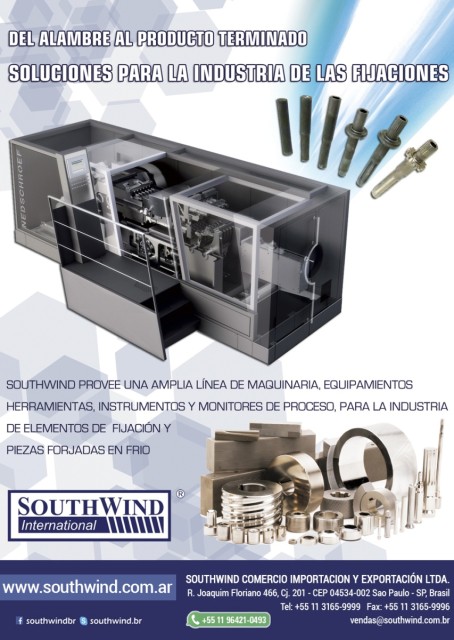 DEL ALAMBRE AL PRODUCTO TERMINADO
SOLUCIONES PARA LA INDUSTRIA DE LAS FIJACIONES
NEDSCHROEF
SOUTHWIND PROVEE UNA AMPLIA LÍNEA DE MAQUINARIA, EQUIPAMIENTOS
HERRAMIENTAS, INSTRUMENTOS Y MONITORES DE PROCESO, PARA LA INDUSTRIA
DE ELEMENTOS DE FIJACIÓN Y
PIEZAS FORJADAS EN FRIO
SOUTHWIND ®
International
www.southwind.com.ar
southwindbr southwind.br
SOUTHWIND COMERCIO IMPORTACION Y EXPORTACIÓN LTDA.
R. Joaquim Floriano 466, Cj. 201 - CEP 04534-002 Sao Paulo - SP, Brasil
Tel: +55 11 3165-9999 Fax: +55 11 3165-9996
+55 11 96421-0493 vendas@southwind.com.br